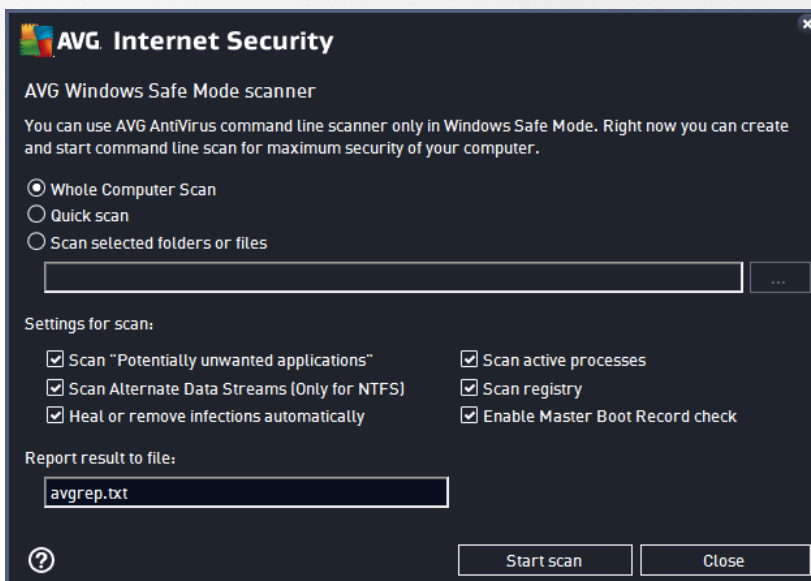 AVG. Internet Security
AVG Windows Safe Mode scanner
You can use AVG AntiVirus command line scanner only in Windows Safe Mode. Right now you can create
and start command line scan for maximum security of your computer.
Whole Computer Scan
Quick scan
Scan selected folders or files
...
Settings for scan:
Scan "Potentially unwanted applications"
Scan active processes
Scan Alternate Data Streams (Only for NTFS)
Scan registry
Heal or remove infections automatically
Enable Master Boot Record check
Report result to file:
avgrep.txt
?
Start scan
Close